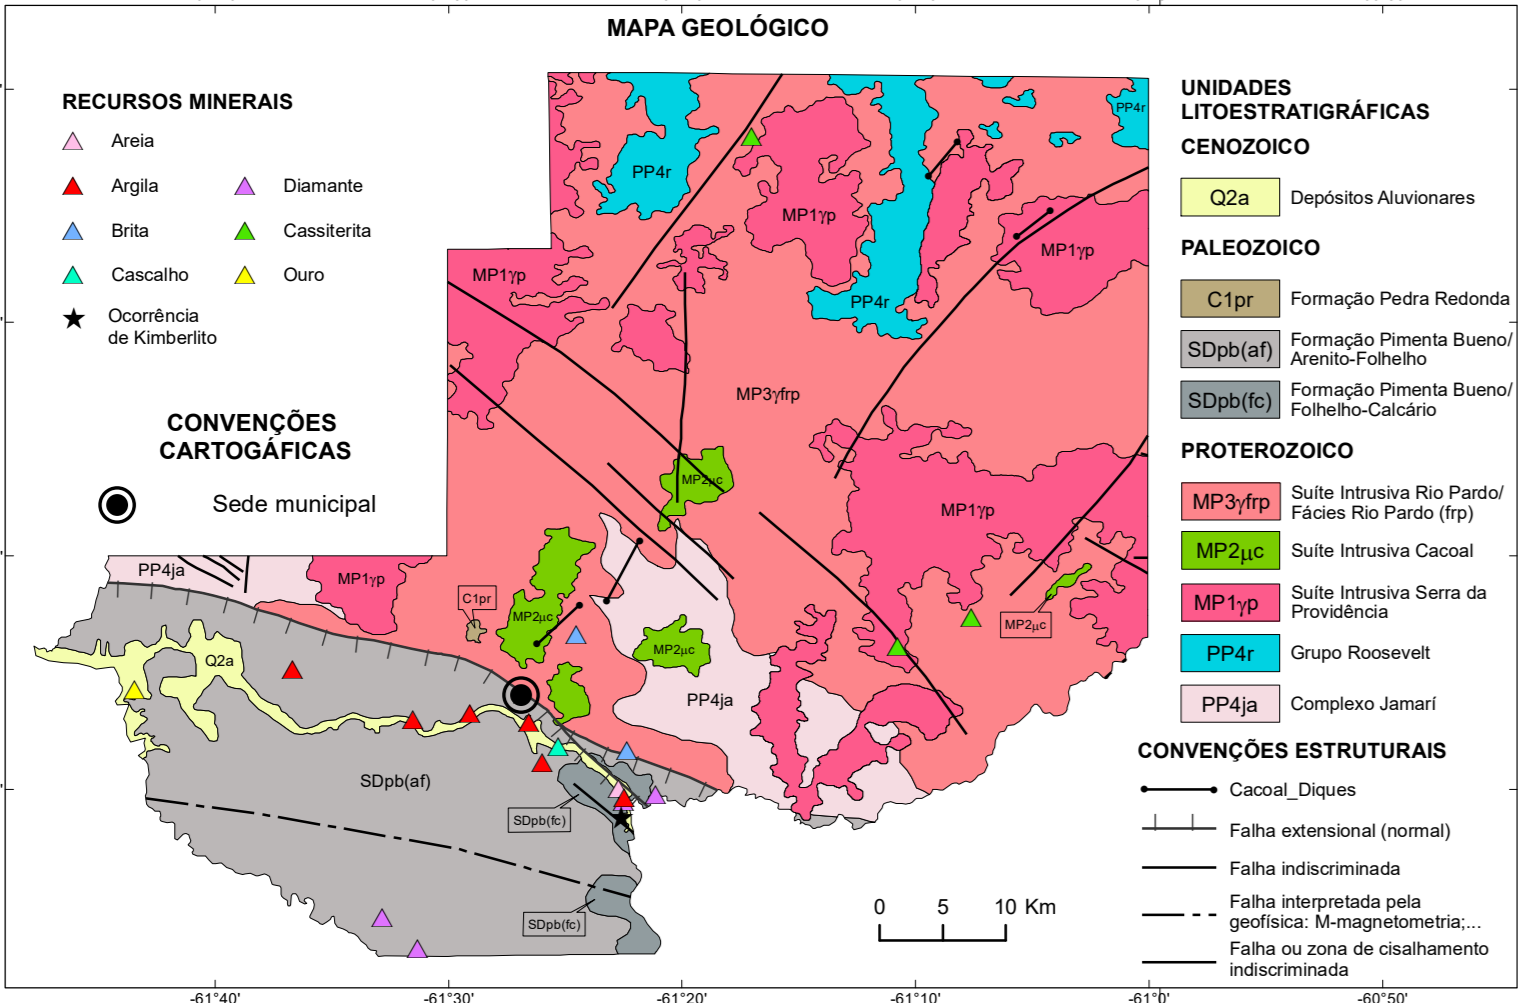 MAPA GEOLÓGICO
RECURSOS MINERAIS
Areia
Argila
Diamante
Brita
Cassiterita
Cascalho
Ouro
Ocorrência
de Kimberlito
CONVENÇÕES
CARTOGÁFICAS
Sede municipal
PP4r
PP4r
MP1γp
MP1γp
MP1γp
PP4r
MP3γfrp
MP2µc
MP1γp
PP4ja
MP1γp
C1pr
MP2µc
MP2µc
MP2µc
Q2a
PP4ja
SDpb(af)
SDpb(fc)
SDpb(fc)
0 5 10 Km
UNIDADES
LITOESTRATIGRÁFICAS
CENOZOICO
Q2a Depósitos Aluvionares
PALEOZOICO
C1pr Formação Pedra Redonda
SDpb(af) Formação Pimenta Bueno/
Arenito-Folhelho
SDpb(fc) Formação Pimenta Bueno/
Folhelho-Calcário
PROTEROZOICO
MP3γfrp Suíte Intrusiva Rio Pardo/
Fácies Rio Pardo (frp)
MP2µc Suíte Intrusiva Cacoal
MP1γp Suíte Intrusiva Serra da
Providência
PP4r Grupo Roosevelt
PP4ja Complexo Jamarí
CONVENÇÕES ESTRUTURAIS
Cacoal_Diques
Falha extensional (normal)
Falha indiscriminada
Falha interpretada pela
geofísica: M-magnetometria;...
Falha ou zona de cisalhamento
indiscriminada
-61°40' -61°30' -61°20' -61°10' -61°0' -60°50'